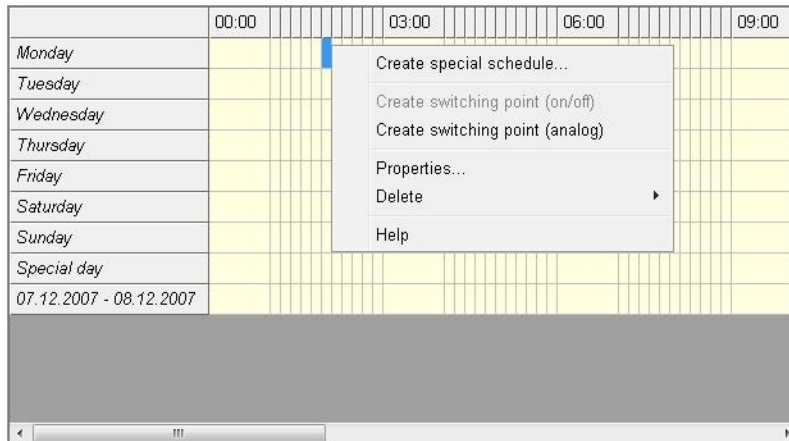 00:00 03:00 06:00 09:00
Monday
Tuesday
Wednesday
Thursday
Friday
Saturday
Sunday
Special day
07.12.2007 - 08.12.2007
Create special schedule...
Create switching point (on/off)
Create switching point (analog)
Properties...
Delete
Help